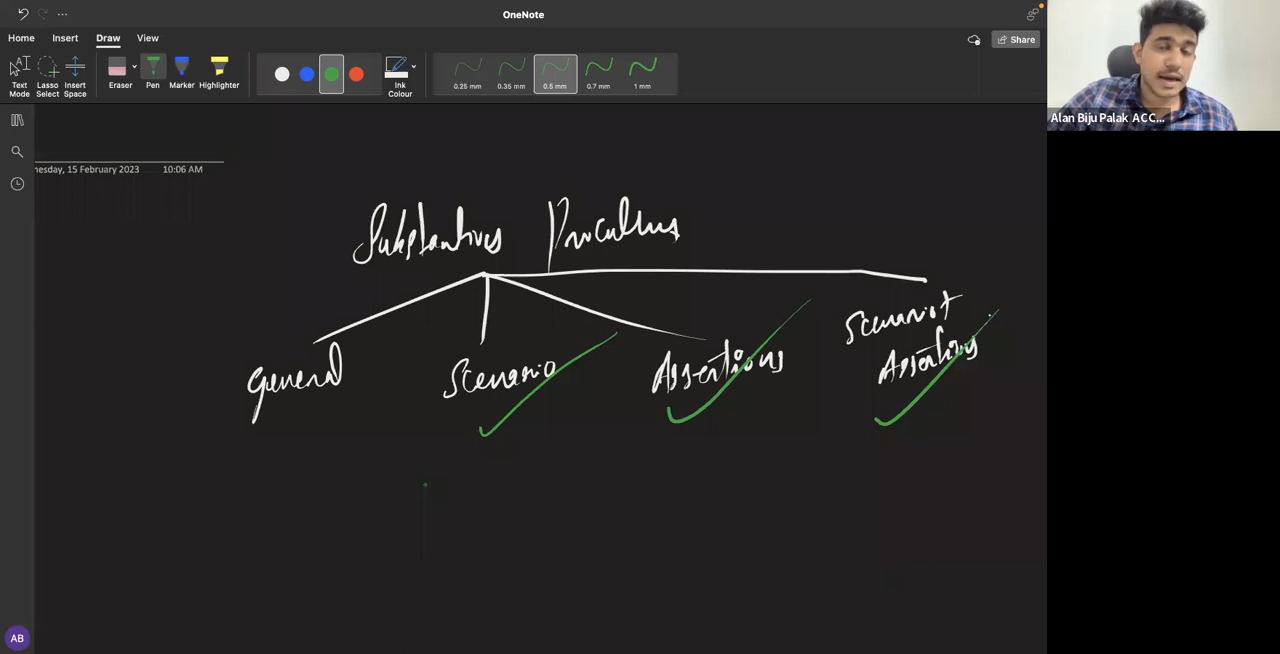 OneNote
Home Insert Draw View
Share
Text Mode
Lasso Select
Insert Space
Eraser
Pen
Marker
Highlighter
Ink Colour
0.25 mm
0.35 mm
0.5 mm
0.7 mm
1 mm
Alan Biju Palak ACC...
nesday, 15 February 2023 10:06 AM
Substantives
General
Scenario
Assertions
Scenario +
Assertions
AB